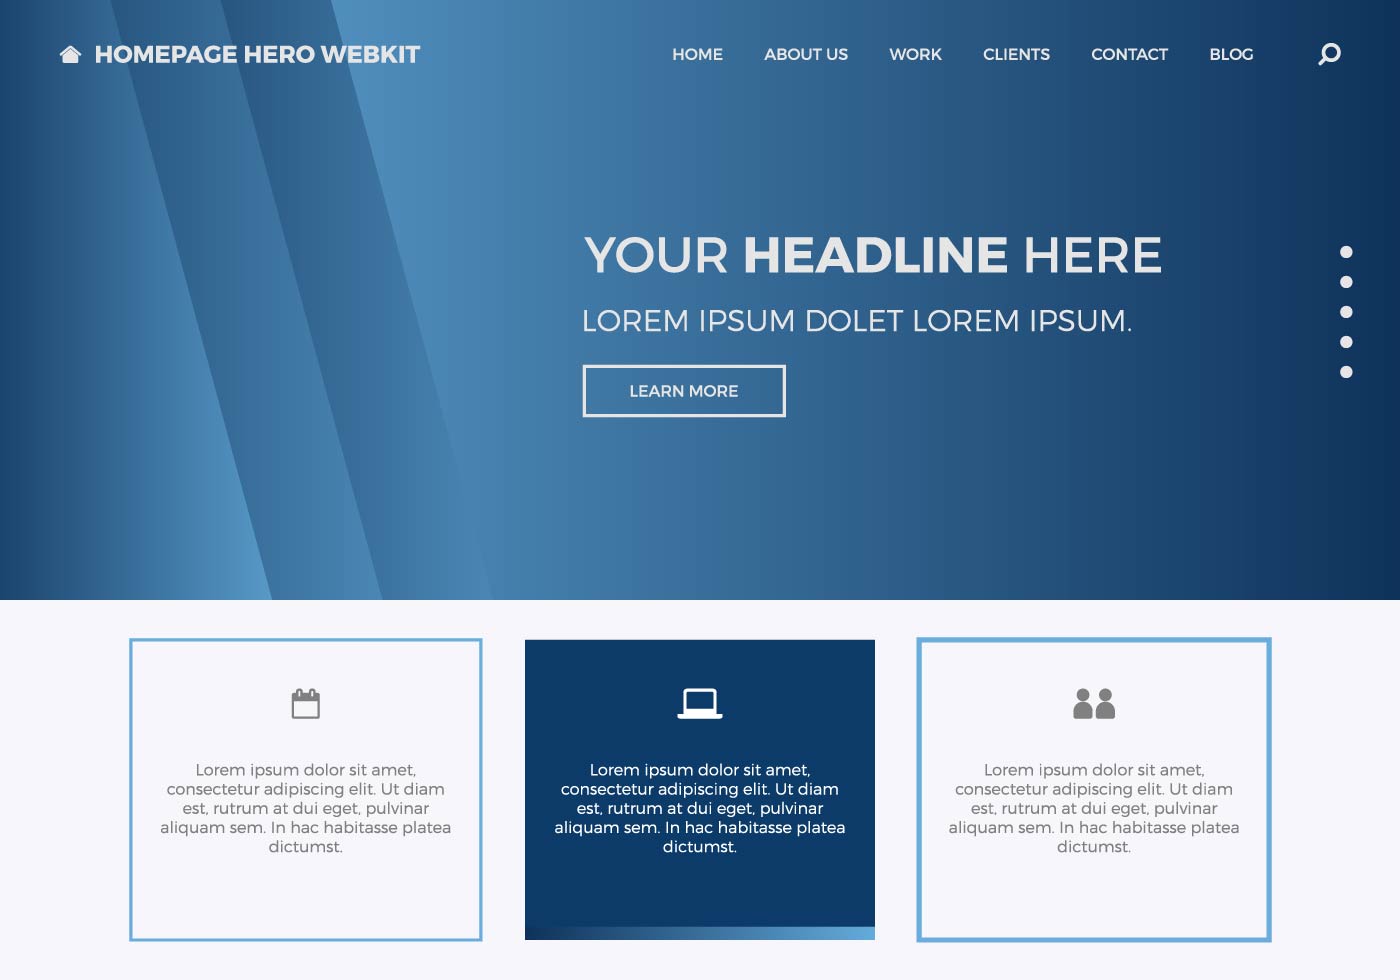 HOMEPAGE HERO WEBKIT
HOME ABOUT US WORK CLIENTS CONTACT BLOG
YOUR HEADLINE HERE
LOREM IPSUM DOLET LOREM IPSUM.
LEARN MORE
Lorem ipsum dolor sit amet,
consectetur adipiscing elit. Ut diam
est, rutrum at dui eget, pulvinar
aliquam sem. In hac habitasse platea
dictumst.
Lorem ipsum dolor sit amet,
consectetur adipiscing elit. Ut diam
est, rutrum at dui eget, pulvinar
aliquam sem. In hac habitasse platea
dictumst.
Lorem ipsum dolor sit amet,
consectetur adipiscing elit. Ut diam
est, rutrum at dui eget, pulvinar
aliquam sem. In hac habitasse platea
dictumst.